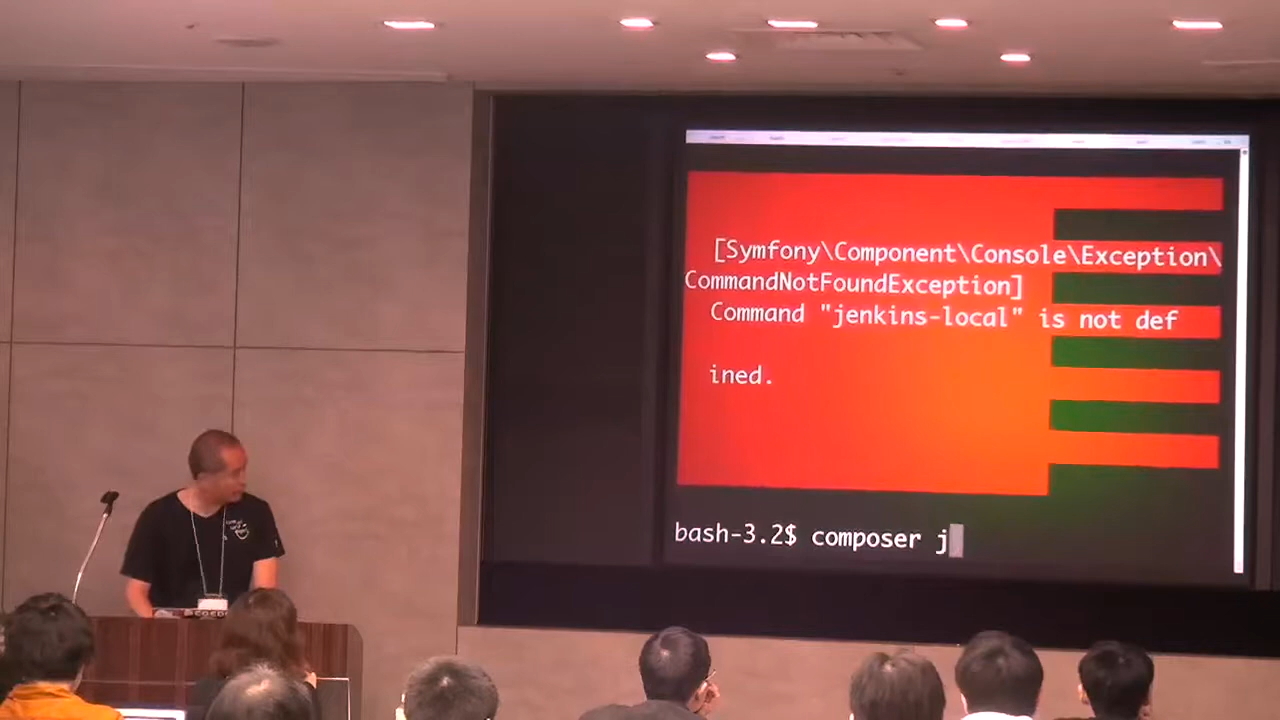 [Symfony\Component\Console\Exception\
CommandNotFoundException]
Command "jenkins-local" is not def
ined.
bash-3.2$ composer j